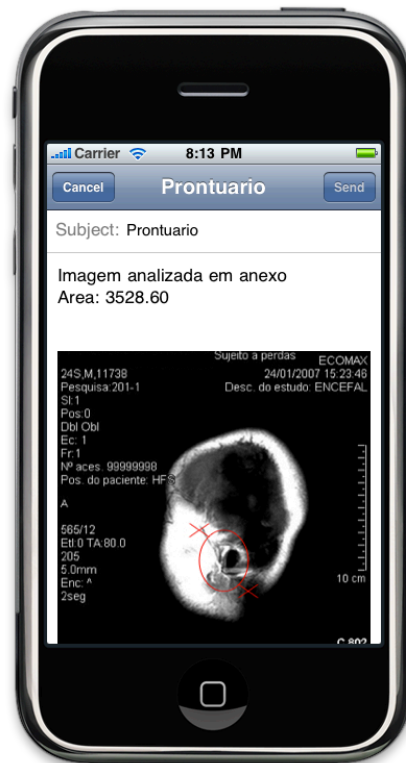 Carrier 8:13 PM
Cancel Prontuario Send
Subject: Prontuario
Imagem analizada em anexo
Area: 3528.60
Sujeito a perdas ECOMAX
24S,M,11738 24/01/2007 15:23:46
Pesquisa:201-1 Desc. do estudo: ENCEFAL
SI:1
Pos:0
Dbl Obl
Ec: 1
Fr:1
Nº aces. 99999998
Pos. do paciente: HFS
A
565/12
Etl:0 TA:80.0
205
5.0mm
Enc: ^
2seg
10 cm
C 802